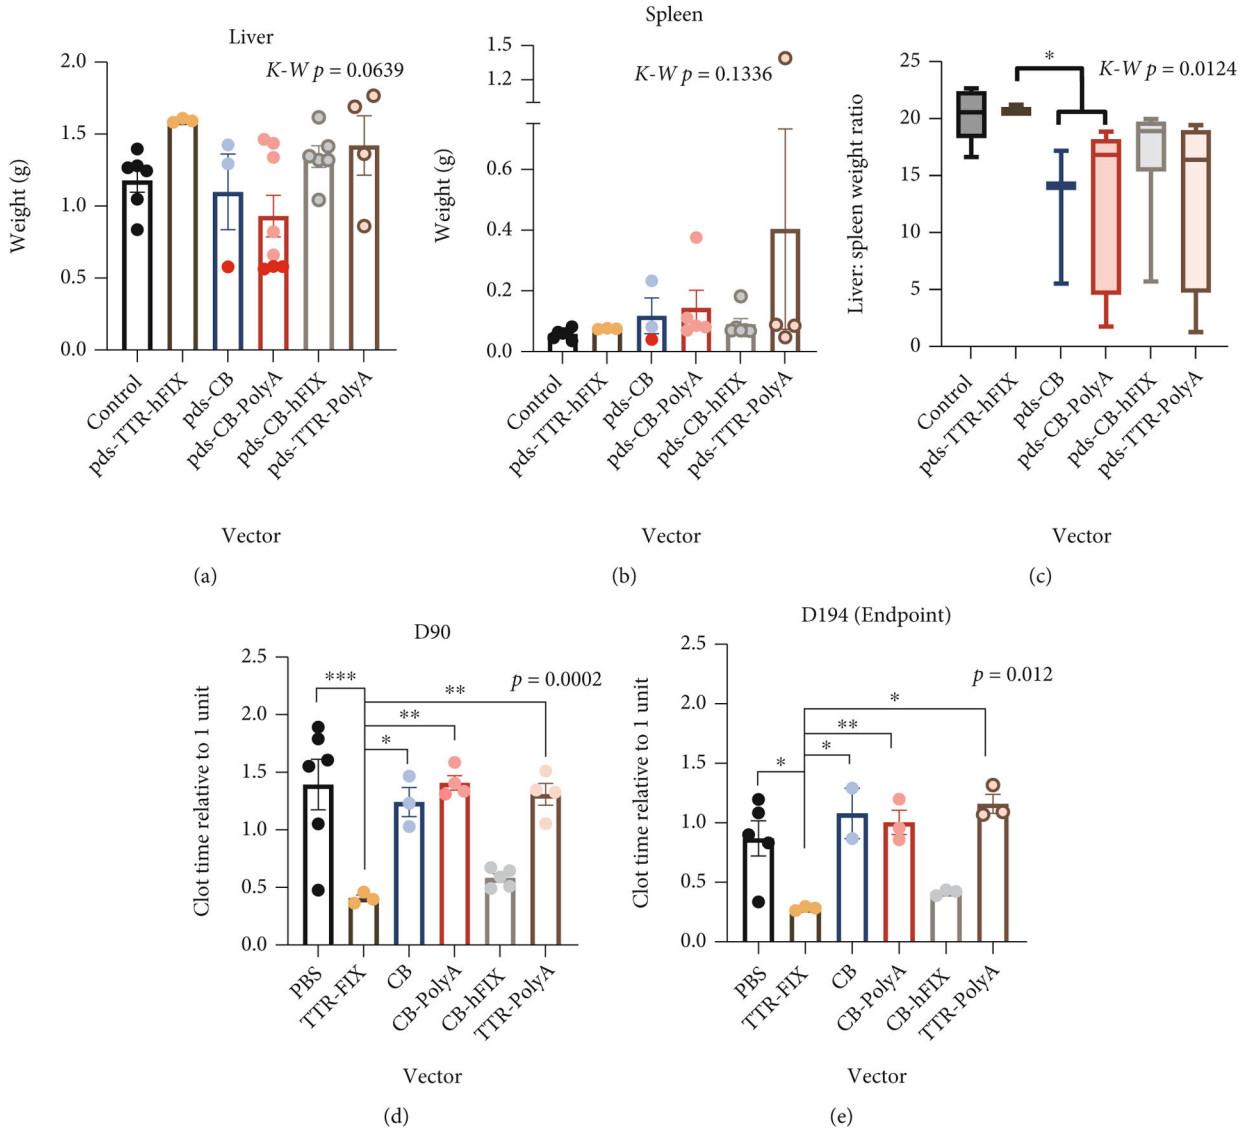 Liver
K-W p = 0.0639
Weight (g)
2.0
1.5
1.0
0.5
0.0
Control
pds-TTR-hFIX
pds-CB
pds-CB-PolyA
pds-CB-hFIX
pds-TTR-PolyA
Vector
(a)
Spleen
K-W p = 0.1336
Weight (g)
1.5
1.2
0.6
0.4
0.2
0.0
Control
pds-TTR-hFIX
pds-CB
pds-CB-PolyA
pds-CB-hFIX
pds-TTR-PolyA
Vector
(b)
*
K-W p = 0.0124
Liver: spleen weight ratio
25
20
15
10
5
0
Control
pds-TTR-hFIX
pds-CB
pds-CB-PolyA
pds-CB-hFIX
pds-TTR-PolyA
Vector
(c)
D90
p = 0.0002
***
**
**
*
Clot time relative to 1 unit
2.5
2.0
1.5
1.0
0.5
0.0
PBS
TTR-FIX
CB
CB-PolyA
CB-hFIX
TTR-PolyA
Vector
(d)
D194 (Endpoint)
p = 0.012
*
**
*
*
Clot time relative to 1 unit
2.5
2.0
1.5
1.0
0.5
0.0
PBS
TTR-FIX
CB
CB-PolyA
CB-hFIX
TTR-PolyA
Vector
(e)